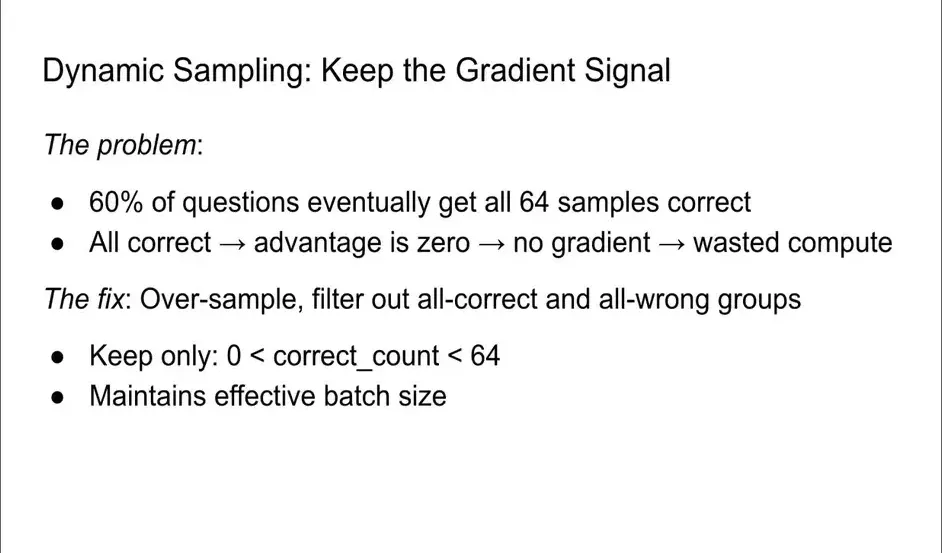 Dynamic Sampling: Keep the Gradient Signal
The problem:
● 60% of questions eventually get all 64 samples correct
● All correct → advantage is zero → no gradient → wasted compute
The fix: Over-sample, filter out all-correct and all-wrong groups
● Keep only: 0 < correct_count < 64
● Maintains effective batch size